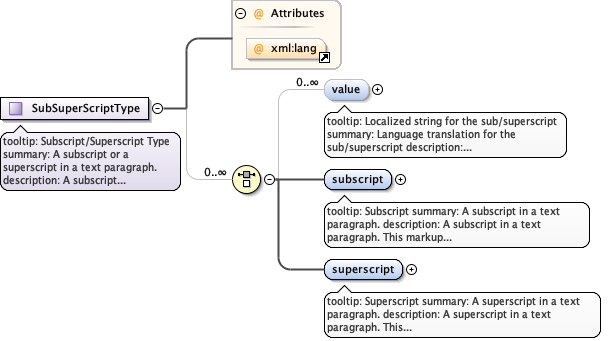 Attributes
@ xml:lang
0..∞
value
tooltip: Localized string for the sub/superscript
summary: Language translation for the
sub/superscript description:...
SubSuperScriptType
tooltip: Subscript/Superscript Type
summary: A subscript or a
superscript in a text paragraph.
description: A subscript...
0..∞
subscript
tooltip: Subscript summary: A subscript in a text
paragraph. description: A subscript in a text
paragraph. This markup...
superscript
tooltip: Superscript summary: A superscript in a text
paragraph. description: A superscript in a text
paragraph. This...